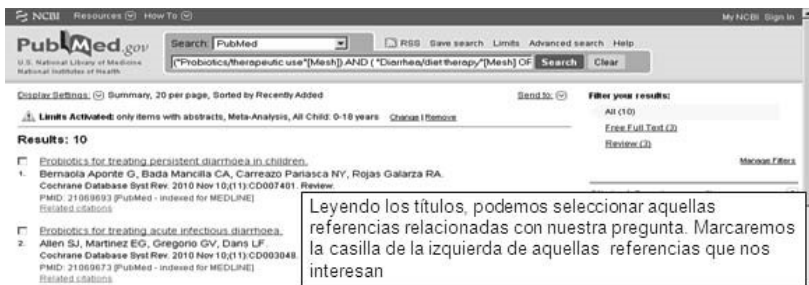 NCBI Resources How To My NCBI Sign In
PubMed.gov
U.S. National Library of Medicine
National Institutes of Health
Search: PubMed
RSS Save search Limits Advanced search Help
("Probiotics/therapeutic use"[Mesh]) AND ( "Diarrhea/diet therapy"[Mesh] OF Search Clear
Display Settings: Summary, 20 per page, Sorted by Recently Added Send to:
Limits Activated: only items with abstracts, Meta-Analysis, All Child: 0-18 years Change | Remove
Results: 10
Probiotics for treating persistent diarrhoea in children.
1. Bernaola Aponte G, Bada Mancilla CA, Carreazo Pariasca NY, Rojas Galarza RA.
Cochrane Database Syst Rev. 2010 Nov 10;(11):CD007401. Review.
PMID: 21069693 [PubMed - indexed for MEDLINE]
Related citations
Probiotics for treating acute infectious diarrhoea.
2. Allen SJ, Martinez EG, Gregorio GV, Dans LF.
Cochrane Database Syst Rev. 2010 Nov 10;(11):CD003048.
PMID: 21069673 [PubMed - indexed for MEDLINE]
Related citations
Filter your results:
All (10)
Free Full Text (2)
Review (2)
Manage Filters
Leyendo los títulos, podemos seleccionar aquellas
referencias relacionadas con nuestra pregunta. Marcaremos
la casilla de la izquierda de aquellas referencias que nos
interesan